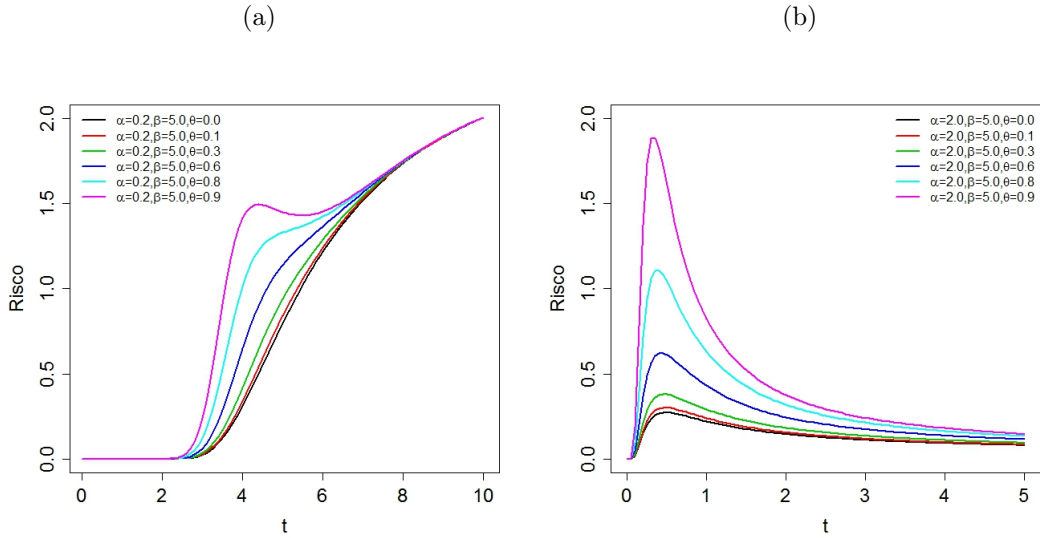 (a)
Risco
0.0
0.5
1.0
1.5
2.0
α=0.2,β=5.0,θ=0.0
α=0.2,β=5.0,θ=0.1
α=0.2,β=5.0,θ=0.3
α=0.2,β=5.0,θ=0.6
α=0.2,β=5.0,θ=0.8
α=0.2,β=5.0,θ=0.9
0 2 4 6 8 10
t
(b)
Risco
0.0
0.5
1.0
1.5
2.0
α=2.0,β=5.0,θ=0.0
α=2.0,β=5.0,θ=0.1
α=2.0,β=5.0,θ=0.3
α=2.0,β=5.0,θ=0.6
α=2.0,β=5.0,θ=0.8
α=2.0,β=5.0,θ=0.9
0 1 2 3 4 5
t